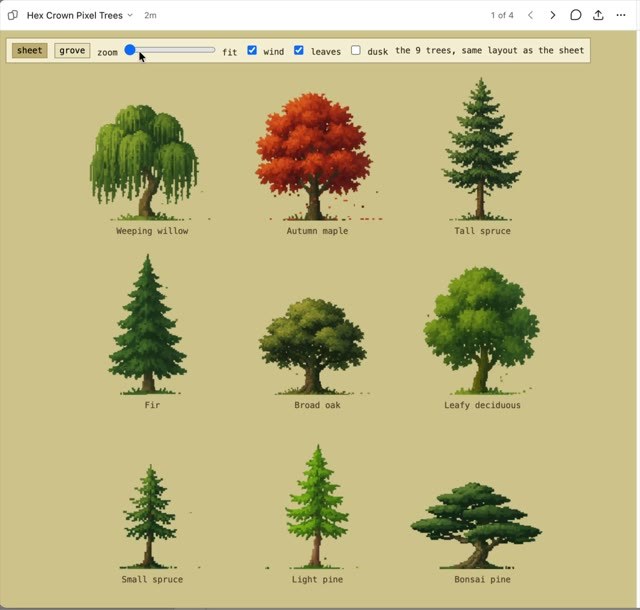 Hex Crown Pixel Trees 2m 1 of 4
sheet grove zoom fit wind leaves dusk the 9 trees, same layout as the sheet
Weeping willow Autumn maple Tall spruce
Fir Broad oak Leafy deciduous
Small spruce Light pine Bonsai pine